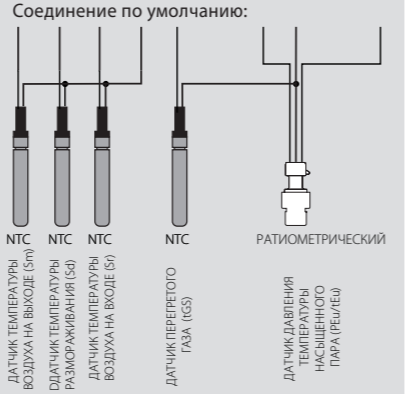 Соединение по умолчанию:
NTC NTC NTC NTC РАТИОМЕТРИЧЕСКИЙ
ДАТЧИК ТЕМПЕРАТУРЫ
ВОЗДУХА НА ВЫХОДЕ (Sm)
DДАТЧИК ТЕМПЕРАТУРЫ
РАЗМОРАЖИВАНИЯ (Sd)
ДАТЧИК ТЕМПЕРАТУРЫ
ВОЗДУХА НА ВХОДЕ (Sr)
ДАТЧИК ПЕРЕГРЕТОГО
ГАЗА (tGS)
ДАТЧИК ДАВЛЕНИЯ
ТЕМПЕРАТУРЫ
НАСЫЩЕННОГО
ПАРА (PEu/tEu)